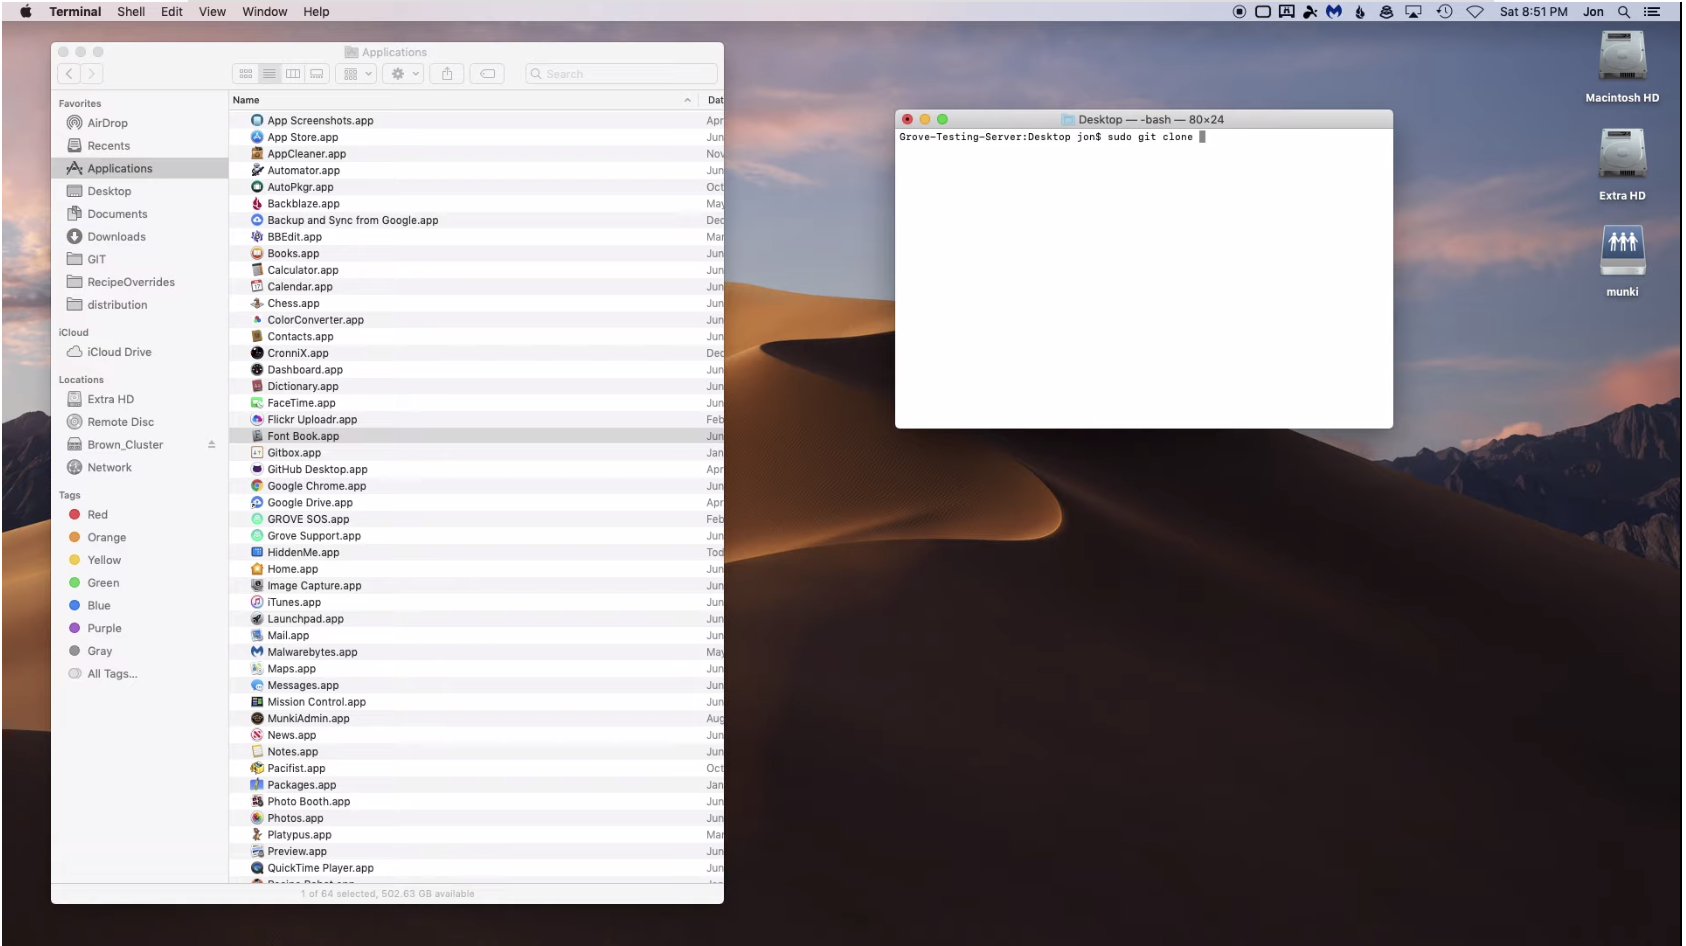 Terminal Shell Edit View Window Help
Sat 8:51 PM Jon
Applications
Search
Favorites
AirDrop
Recents
Applications
Desktop
Documents
Downloads
GIT
RecipeOverrides
distribution
iCloud
iCloud Drive
Locations
Extra HD
Remote Disc
Brown_Cluster
Network
Tags
Red
Orange
Yellow
Green
Blue
Purple
Gray
All Tags...
Name Dat
App Screenshots.app Apr
App Store.app Jun
AppCleaner.app Nov
Automator.app Jun
AutoPkgr.app Oct
Backblaze.app May
Backup and Sync from Google.app Dec
BBEdit.app Mar
Books.app Jun
Calculator.app Jun
Calendar.app Jun
Chess.app Jun
ColorConverter.app Jun
Contacts.app Jun
CronniX.app Dec
Dashboard.app Jun
Dictionary.app Jun
FaceTime.app Jun
Flickr Uploadr.app Feb
Font Book.app Jun
Gitbox.app Jan
GitHub Desktop.app Apr
Google Chrome.app Jun
Google Drive.app Apr
GROVE SOS.app Feb
Grove Support.app Jun
HiddenMe.app Tod
Home.app Jun
Image Capture.app Jun
iTunes.app Jun
Launchpad.app Jun
Mail.app Jun
Malwarebytes.app May
Maps.app Jun
Messages.app Jun
Mission Control.app Jun
MunkiAdmin.app Aug
News.app Jun
Notes.app Jun
Pacifist.app Oct
Packages.app Jan
Photo Booth.app Jun
Photos.app Jun
Platypus.app Mar
Preview.app Jun
QuickTime Player.app Jun
1 of 64 selected, 502.63 GB available
Desktop — -bash — 80×24
Grove-Testing-Server:Desktop jon$ sudo git clone
Macintosh HD
Extra HD
munki